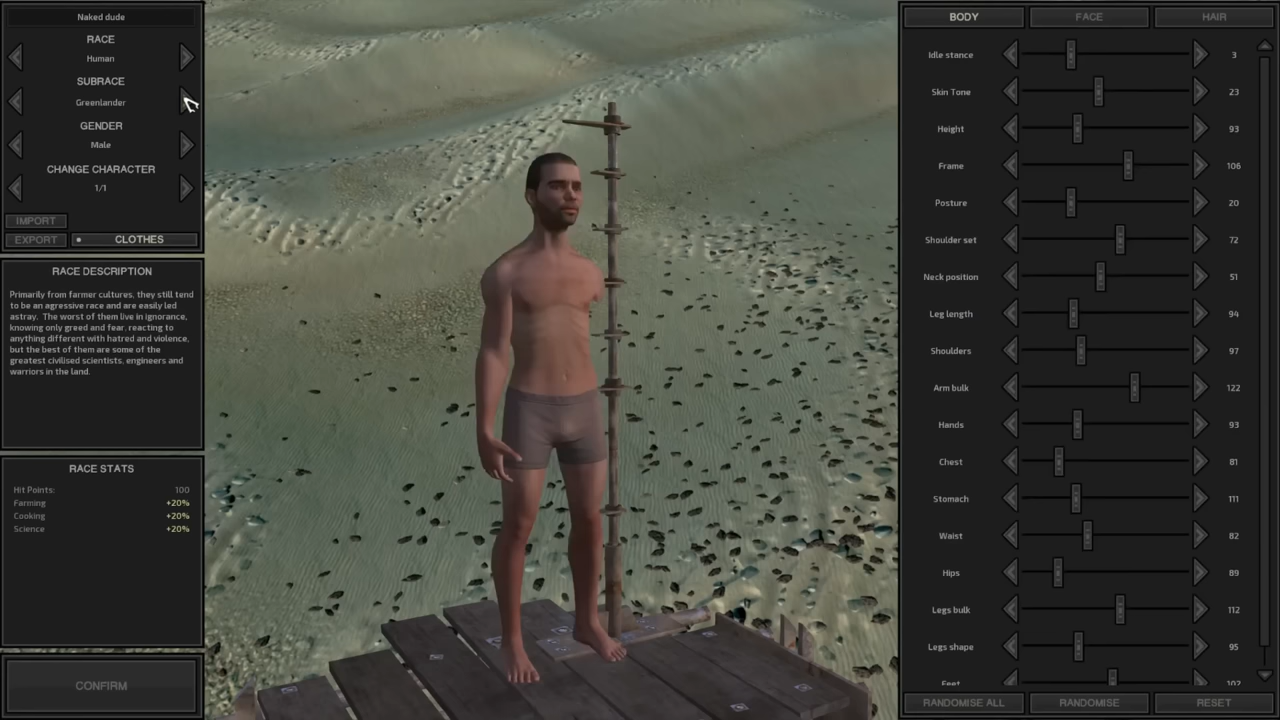 Naked dude
RACE
Human
SUBRACE
Greenlander
GENDER
Male
CHANGE CHARACTER
1/1
IMPORT
EXPORT
CLOTHES
RACE DESCRIPTION
Primarily from farmer cultures, they still tend
to be an agressive race and are easily led
astray. The worst of them live in ignorance,
knowing only greed and fear, reacting to
anything different with hatred and violence,
but the best of them are some of the
greatest civilised scientists, engineers and
warriors in the land.
RACE STATS
Hit Points: 100
Farming +20%
Cooking +20%
Science +20%
CONFIRM
BODY FACE HAIR
Idle stance 3
Skin Tone 23
Height 93
Frame 106
Posture 20
Shoulder set 72
Neck position 51
Leg length 94
Shoulders 97
Arm bulk 122
Hands 93
Chest 81
Stomach 111
Waist 82
Hips 89
Legs bulk 112
Legs shape 95
Feet 102
RANDOMISE ALL RANDOMISE RESET